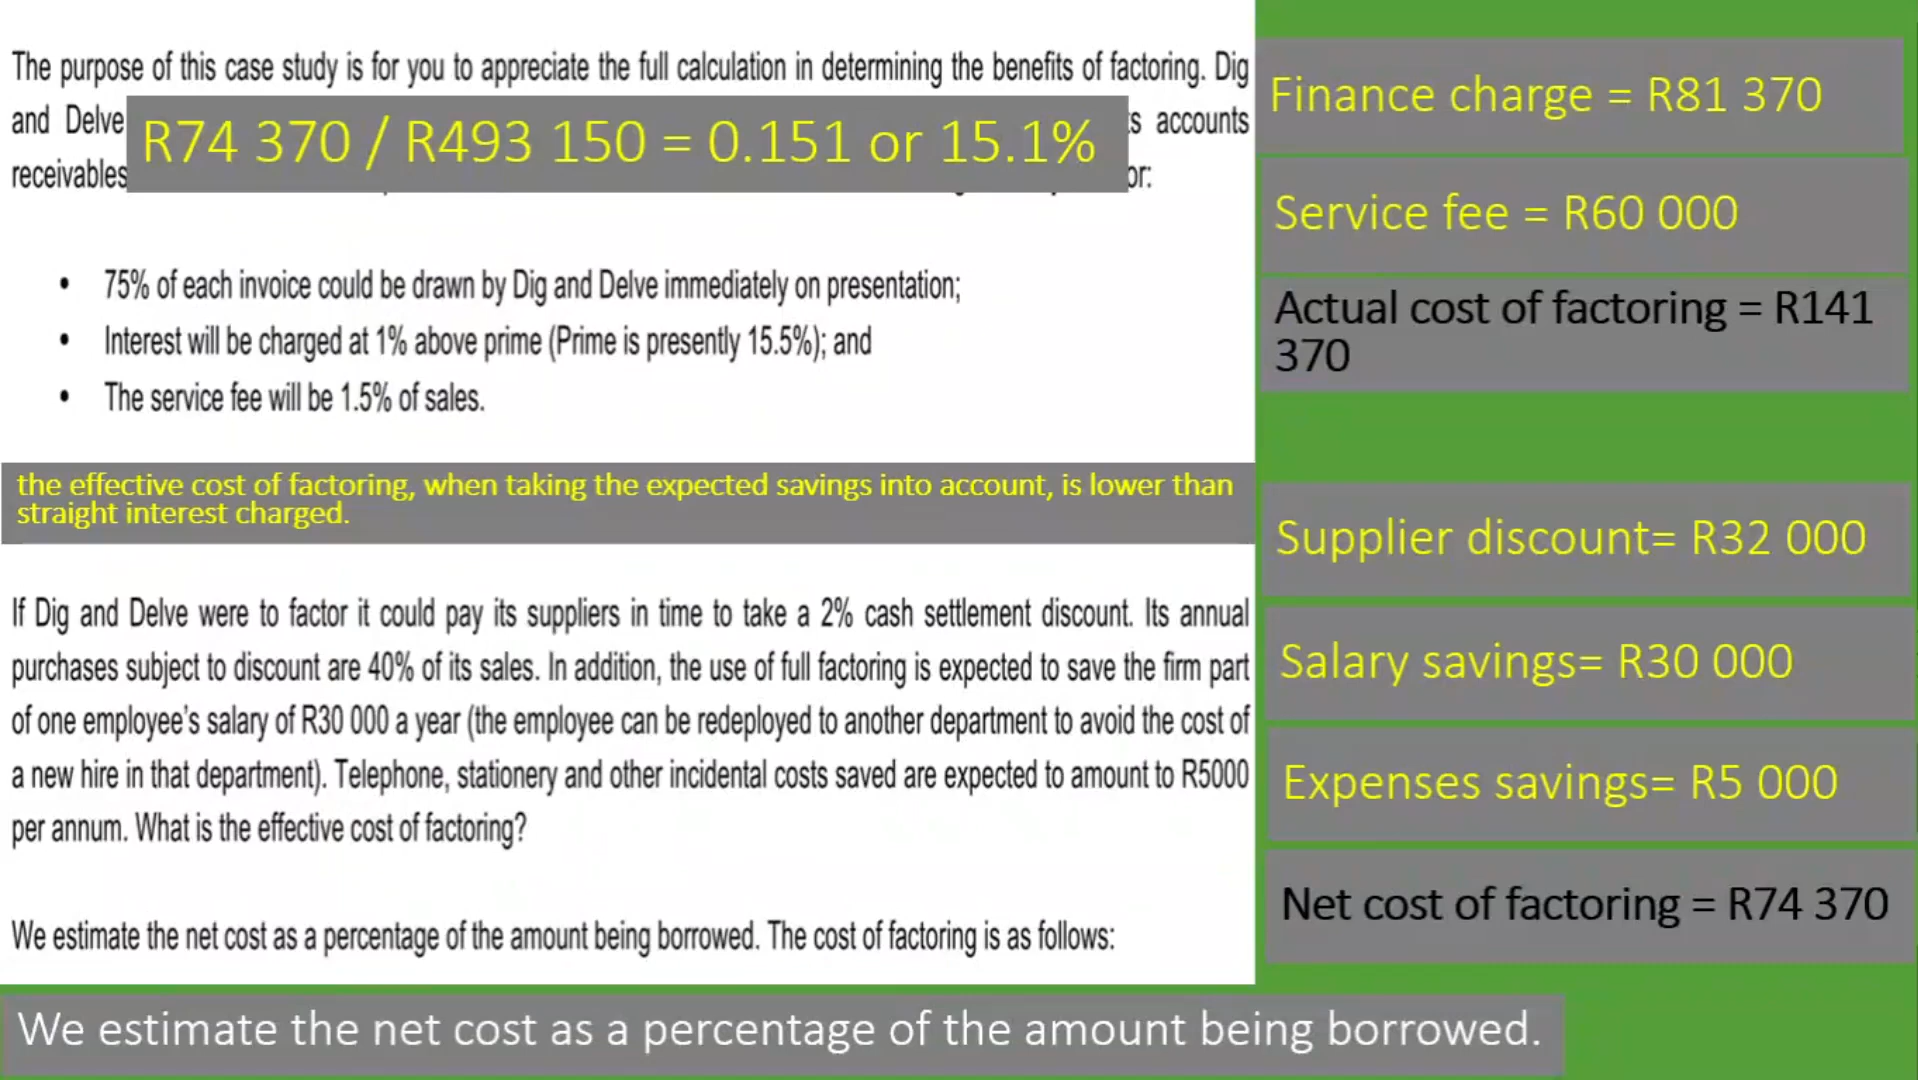 The purpose of this case study is for you to appreciate the full calculation in determining the benefits of factoring. Dig
and Delve
accounts
receivables
or:
R74 370 / R493 150 = 0.151 or 15.1%
• 75% of each invoice could be drawn by Dig and Delve immediately on presentation;
• Interest will be charged at 1% above prime (Prime is presently 15.5%); and
• The service fee will be 1.5% of sales.
the effective cost of factoring, when taking the expected savings into account, is lower than
straight interest charged.
If Dig and Delve were to factor it could pay its suppliers in time to take a 2% cash settlement discount. Its annual
purchases subject to discount are 40% of its sales. In addition, the use of full factoring is expected to save the firm part
of one employee's salary of R30 000 a year (the employee can be redeployed to another department to avoid the cost of
a new hire in that department). Telephone, stationery and other incidental costs saved are expected to amount to R5000
per annum. What is the effective cost of factoring?
We estimate the net cost as a percentage of the amount being borrowed. The cost of factoring is as follows:
We estimate the net cost as a percentage of the amount being borrowed.
Finance charge = R81 370
Service fee = R60 000
Actual cost of factoring = R141
370
Supplier discount= R32 000
Salary savings= R30 000
Expenses savings= R5 000
Net cost of factoring = R74 370